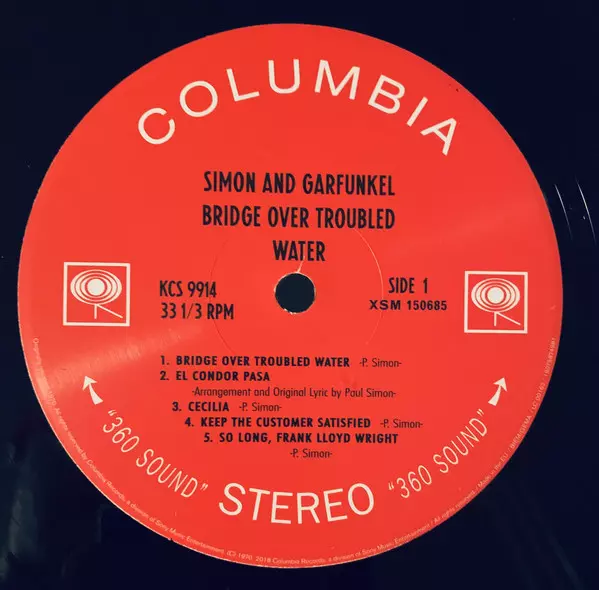 COLUMBIA
SIMON AND GARFUNKEL
BRIDGE OVER TROUBLED
WATER
KCS 9914
33 1/3 RPM
SIDE 1
XSM 150685
1. BRIDGE OVER TROUBLED WATER -P. Simon-
2. EL CONDOR PASA
-Arrangement and Original Lyric by Paul Simon-
3. CECILIA -P. Simon-
4. KEEP THE CUSTOMER SATISFIED -P. Simon-
5. SO LONG, FRANK LLOYD WRIGHT
-P. Simon-
"360 SOUND" STEREO "360 SOUND"